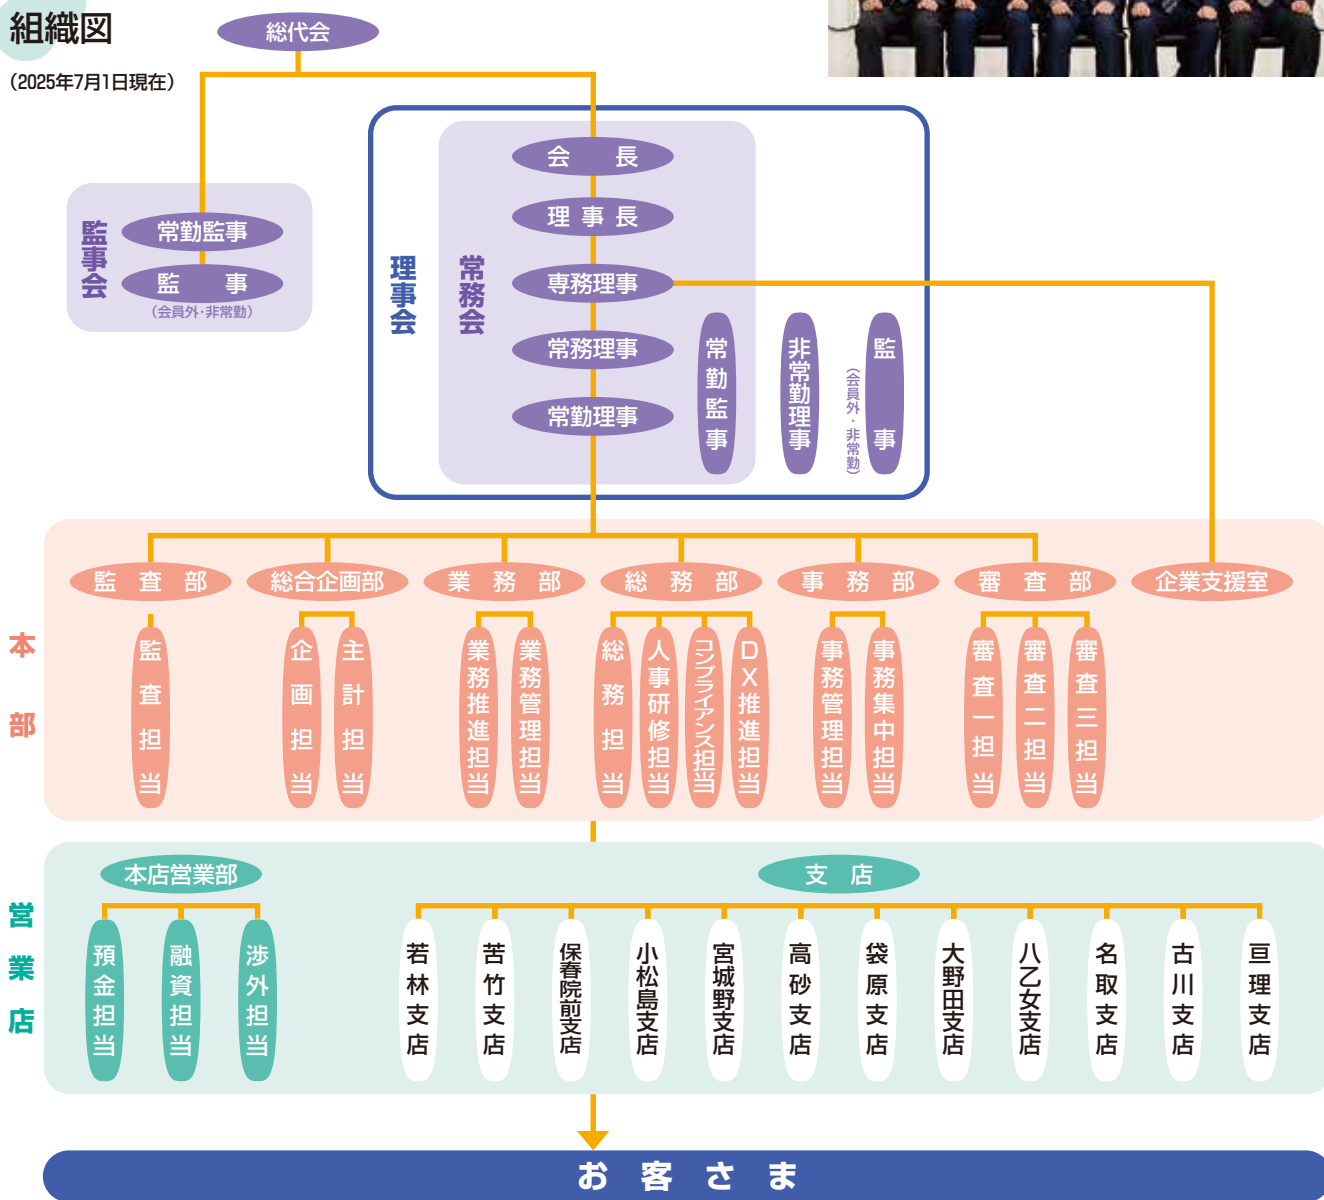 組織図
(2025年7月1日現在)
総代会
監事会
常勤監事
監　事
(会員外・非常勤)
理事会
常務会
会　長
理事長
専務理事
常務理事
常勤理事
常勤監事
非常勤理事
監　事
(会員外・非常勤)
本部
監査部
総合企画部
業務部
総務部
事務部
審査部
企業支援室
監査担当
企画担当
主計担当
業務推進担当
業務管理担当
総務担当
人事研修担当
コンプライアンス担当
DX推進担当
事務管理担当
事務集中担当
審査一担当
審査二担当
審査三担当
営業店
本店営業部
支店
預金担当
融資担当
渉外担当
若林支店
苦竹支店
保春院前支店
小松島支店
宮城野支店
高砂支店
袋原支店
大野田支店
八乙女支店
名取支店
古川支店
亘理支店
お客さま